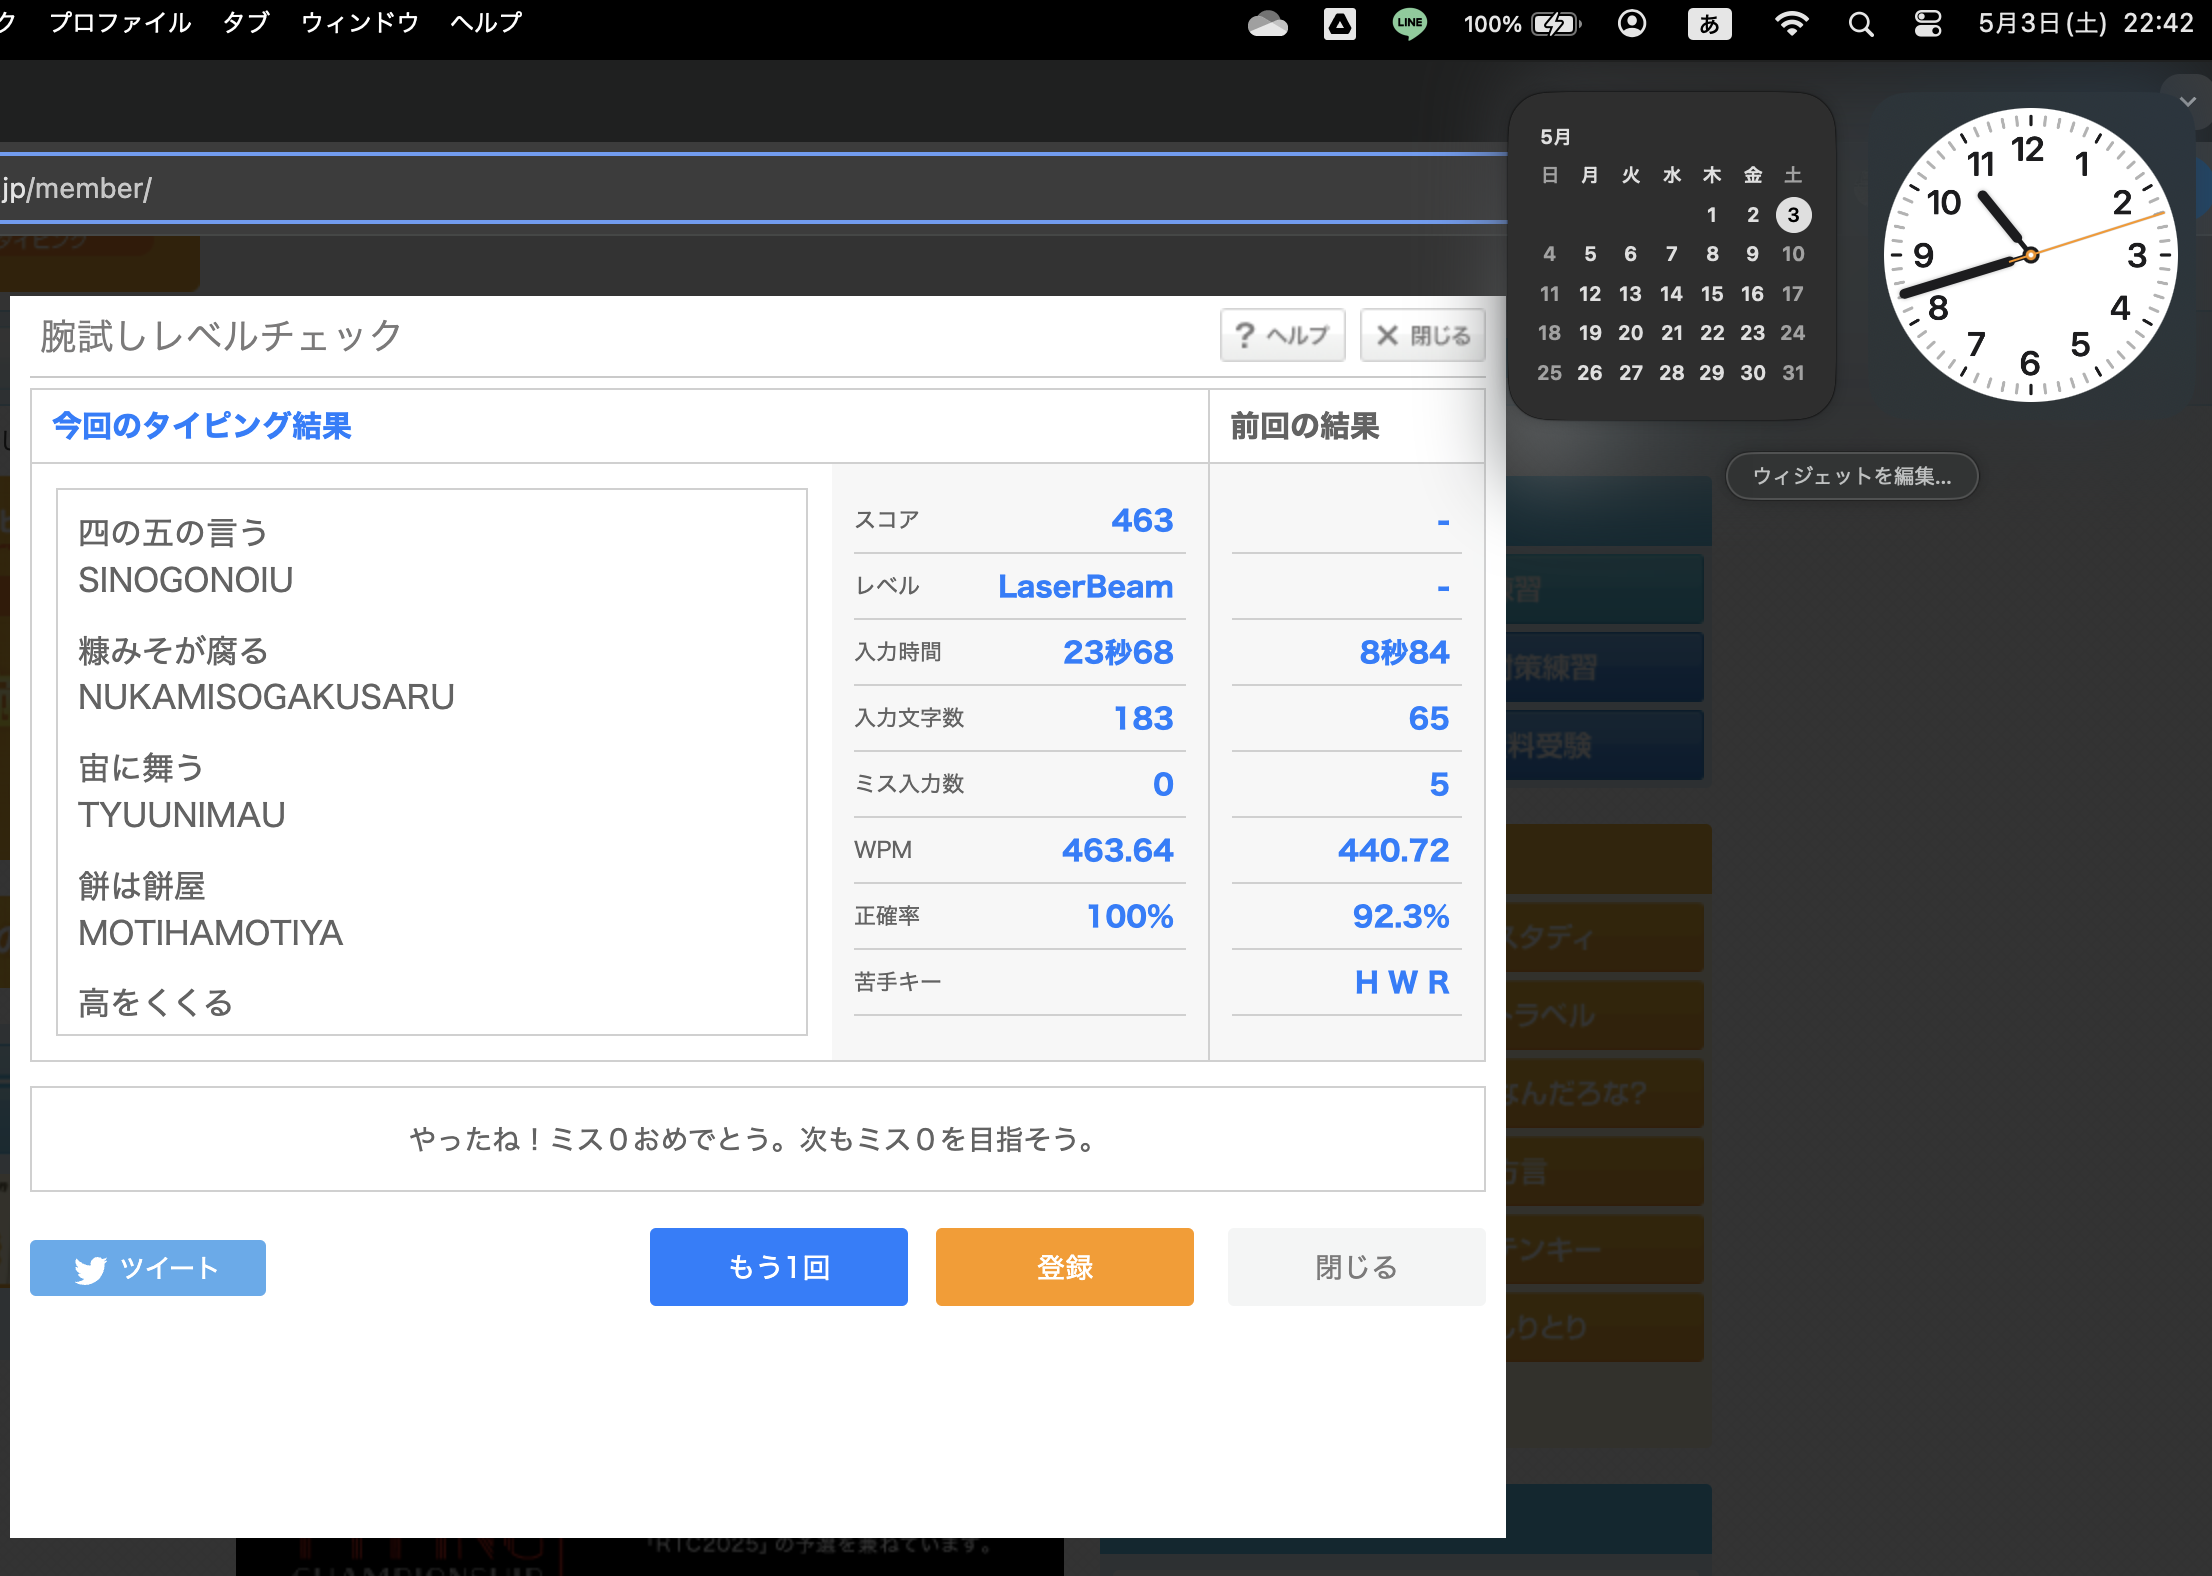 プロファイル タブ ウィンドウ ヘルプ
LINE 100% あ 5月3日(土) 22:42
jp/member/
5月
日 月 火 水 木 金 土
1 2 3
4 5 6 7 8 9 10
11 12 13 14 15 16 17
18 19 20 21 22 23 24
25 26 27 28 29 30 31
12 1 2 3 4 5 6 7 8 9 10 11
ウィジェットを編集...
タイピング
腕試しレベルチェック
? ヘルプ
× 閉じる
今回のタイピング結果 前回の結果
四の五の言う
SINOGONOIU
糠みそが腐る
NUKAMISOGAKUSARU
宙に舞う
TYUUNIMAU
餅は餅屋
MOTIHAMOTIYA
高をくくる
スコア 463 -
レベル LaserBeam -
入力時間 23秒68 8秒84
入力文字数 183 65
ミス入力数 0 5
WPM 463.64 440.72
正確率 100% 92.3%
苦手キー H W R
やったね！ミス０おめでとう。次もミス０を目指そう。
ツイート
もう1回
登録
閉じる
習
策練習
料受験
スタディ
トラベル
なんだろな?
方言
テンキー
しりとり
「RTC2025」の予選を兼ねています。